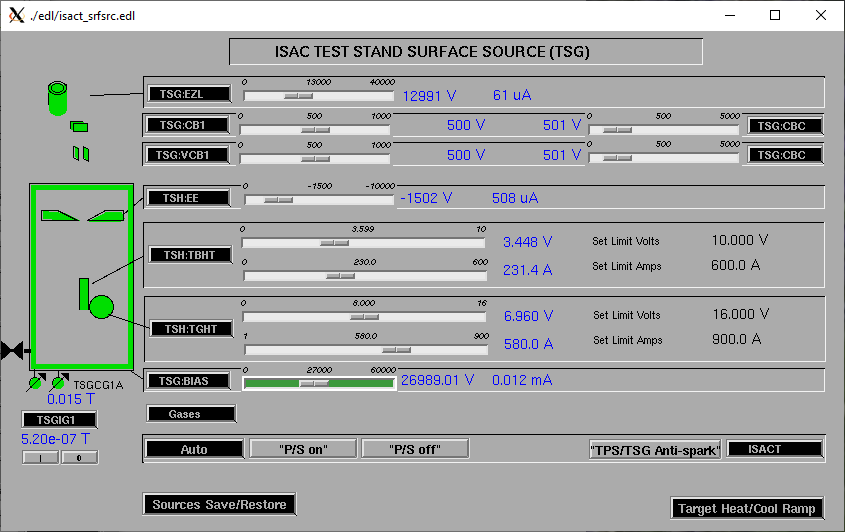 ./edl/isact_srfsrc.edl
ISAC TEST STAND SURFACE SOURCE (TSG)
0 13000 40000
TSG:EZL 12991 V 61 uA
0 500 1000 0 500 5000
TSG:CB1 500 V 501 V TSG:CBC
0 500 1000 0 500 5000
TSG:VCB1 500 V 501 V TSG:CBC
0 -1500 -10000
TSH:EE -1502 V 508 uA
0 3.599 10
3.448 V Set Limit Volts 10.000 V
TSH:TBHT
0 230.0 600
231.4 A Set Limit Amps 600.0 A
0 6.000 16
6.960 V Set Limit Volts 16.000 V
TSH:TGHT
1 580.0 900
580.0 A Set Limit Amps 900.0 A
0 27000 60000
TSG:BIAS 26989.01 V 0.012 mA
TSGCG1A
0.015 T
TSGIG1
5.20e-07 T
I 0
Gases
Auto "P/S on" "P/S off" "TPS/TSG Anti-spark" ISACT
Sources Save/Restore Target Heat/Cool Ramp